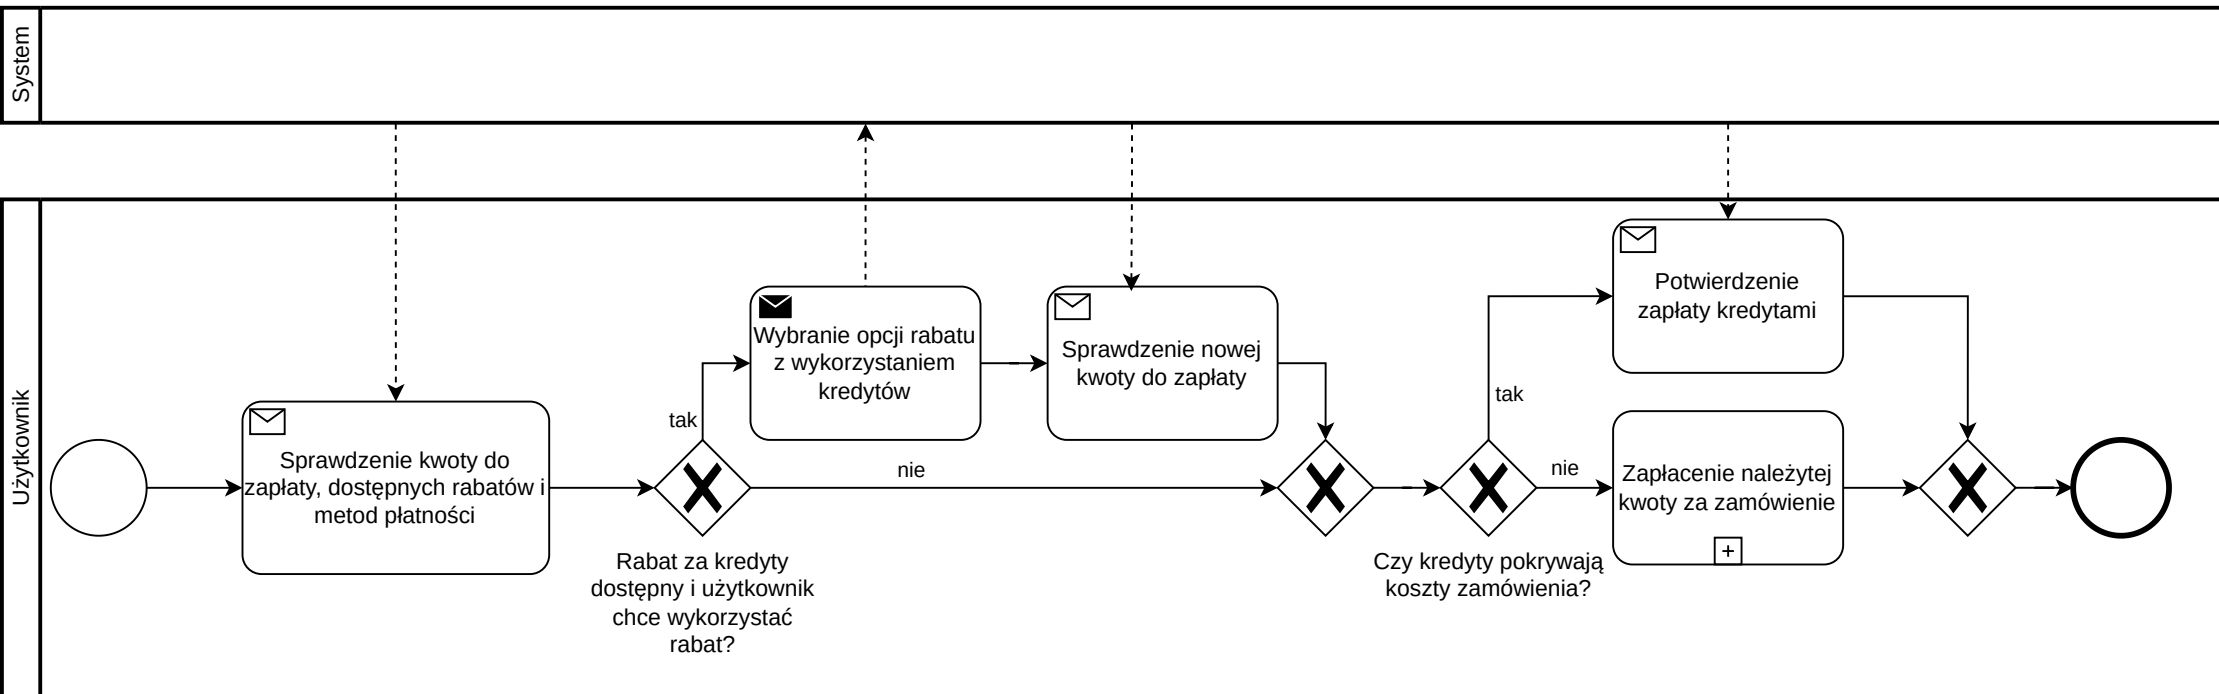 System
Użytkownik
Sprawdzenie kwoty do
zapłaty, dostępnych rabatów i
metod płatności
tak
nie
Rabat za kredyty
dostępny i użytkownik
chce wykorzystać
rabat?
Wybranie opcji rabatu
z wykorzystaniem
kredytów
Sprawdzenie nowej
kwoty do zapłaty
Czy kredyty pokrywają
koszty zamówienia?
tak
nie
Potwierdzenie
zapłaty kredytami
Zapłacenie należytej
kwoty za zamówienie